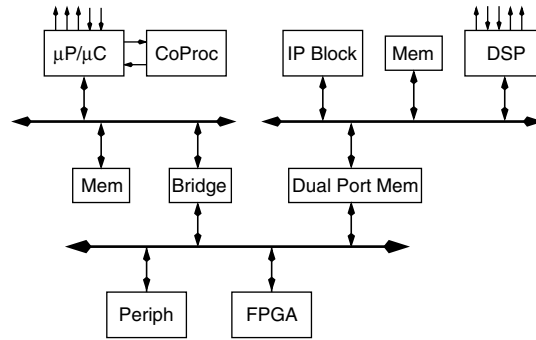 μP/μC
CoProc
IP Block
Mem
DSP
Mem
Bridge
Dual Port Mem
Periph
FPGA